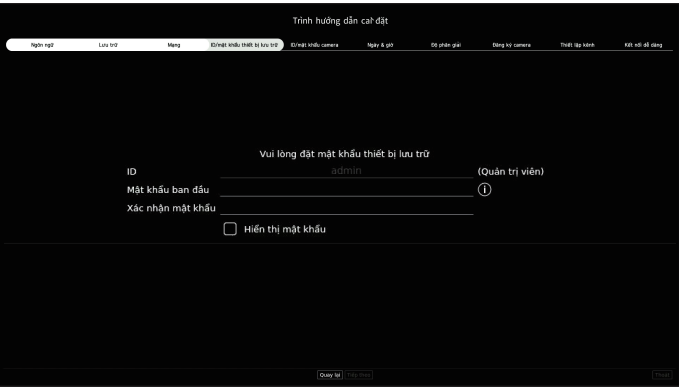 Trình hướng dẫn cài đặt
Ngôn ngữ Lưu trữ Mạng ID/mật khẩu thiết bị lưu trữ ID/mật khẩu camera Ngày & giờ Độ phân giải Đăng ký camera Thiết lập kênh Kết nối dễ dàng
Vui lòng đặt mật khẩu thiết bị lưu trữ
ID admin (Quản trị viên)
Mật khẩu ban đầu
Xác nhận mật khẩu
Hiển thị mật khẩu
Quay lại Tiếp theo Thoát